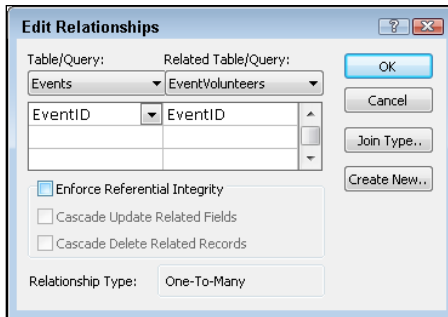 Edit Relationships
Table/Query: Related Table/Query:
Events EventVolunteers
OK
EventID EventID
Cancel
Join Type..
Create New..
Enforce Referential Integrity
Cascade Update Related Fields
Cascade Delete Related Records
Relationship Type: One-To-Many